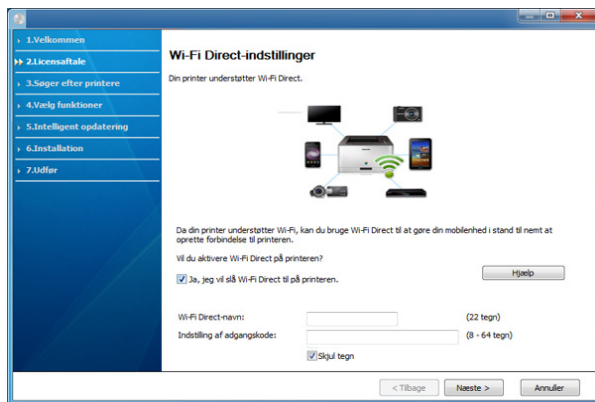 1.Velkommen
2.Licensaftale
3.Søger efter printere
4.Vælg funktioner
5.Intelligent opdatering
6.Installation
7.Udfør
Wi-Fi Direct-indstillinger
Din printer understøtter Wi-Fi Direct.
Da din printer understøtter Wi-Fi, kan du bruge Wi-Fi Direct til at gøre din mobilenhed i stand til nemt at
oprette forbindelse til printeren.
Vil du aktivere Wi-Fi Direct på printeren?
Ja, jeg vil slå Wi-Fi Direct til på printeren.
Hjælp
Wi-Fi Direct-navn:
(22 tegn)
Indstilling af adgangskode:
(8 - 64 tegn)
Skjul tegn
< Tilbage
Næste >
Annuller